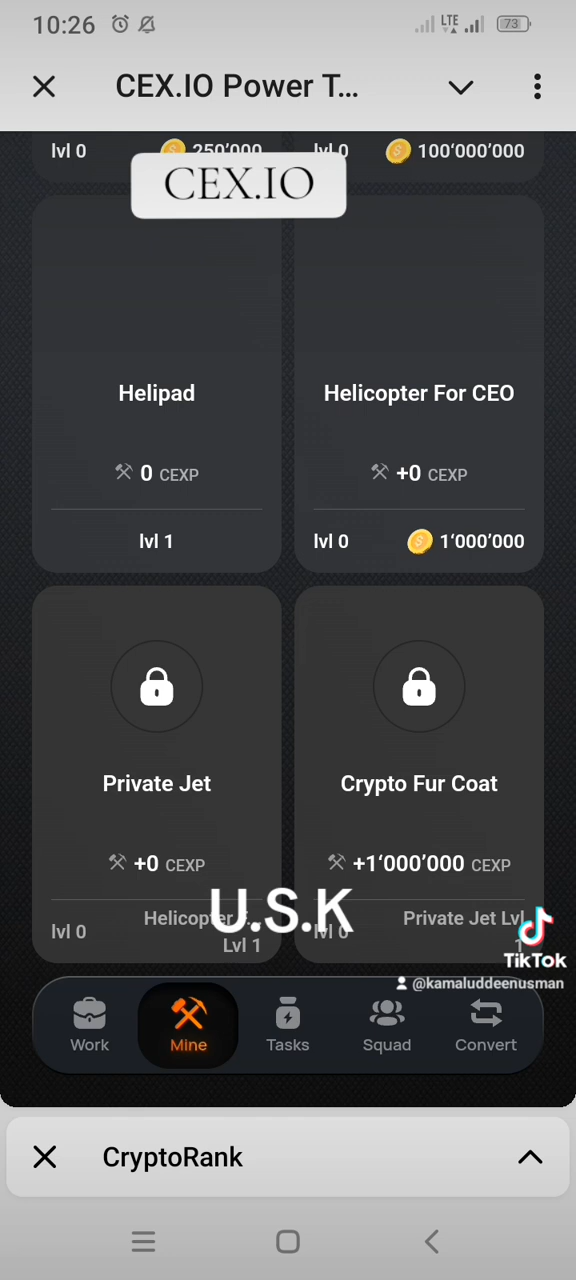 10:26 LTE 73
CEX.IO Power T...
lvl 0 250'000 lvl 0 100'000'000
CEX.IO
Helipad Helicopter For CEO
0 CEXP +0 CEXP
lvl 1 lvl 0 1'000'000
Private Jet Crypto Fur Coat
+0 CEXP +1'000'000 CEXP
U.S.K
lvl 0 Helicopter F... lvl 0 Private Jet Lvl
Lvl 1 1
TikTok
@kamaluddeenusman
Work Mine Tasks Squad Convert
CryptoRank